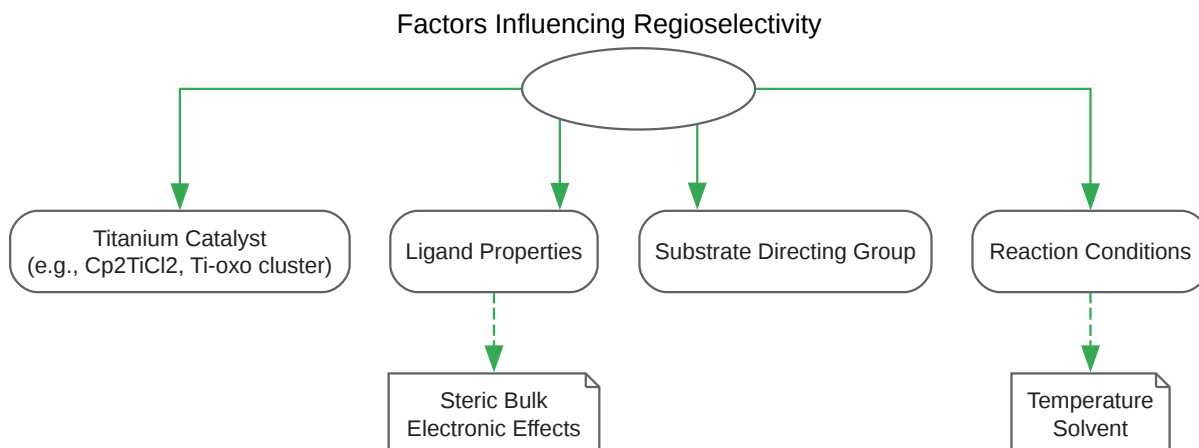 Factors Influencing Regioselectivity
Titanium Catalyst
(e.g., Cp2TiCl2, Ti-oxo cluster)
Ligand Properties
Substrate Directing Group
Reaction Conditions
Steric Bulk
Electronic Effects
Temperature
Solvent